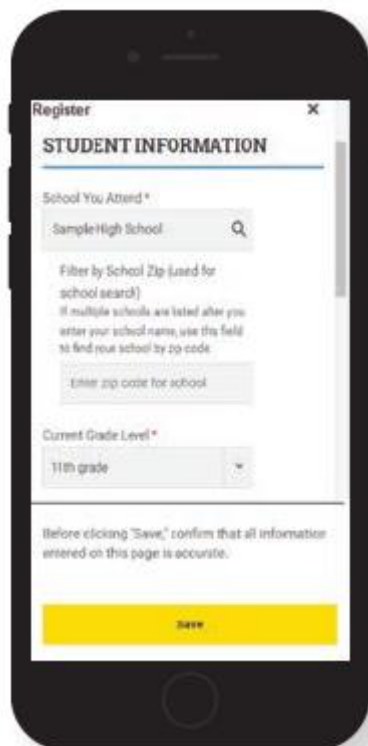 Register ×
STUDENT INFORMATION
School You Attend *
Sample High School
Filter by School Zip (used for
school search)
If multiple schools are listed after you
enter your school name, use this field
to find your school by zip code
Enter zip code for school
Current Grade Level *
11th grade
Before clicking "Save," confirm that all information
entered on this page is accurate.
Save